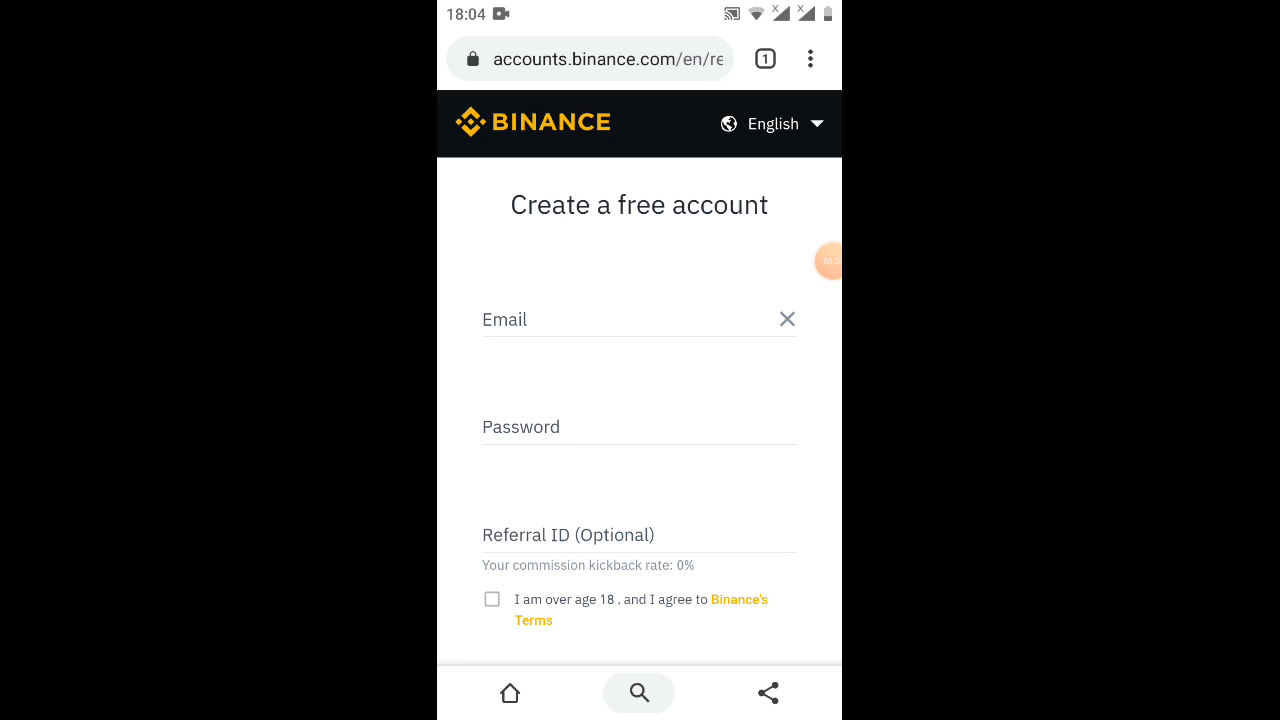 18:04
accounts.binance.com/en/re
1
BINANCE
English
Create a free account
Email
Password
Referral ID (Optional)
Your commission kickback rate: 0%
I am over age 18 , and I agree to Binance's
Terms